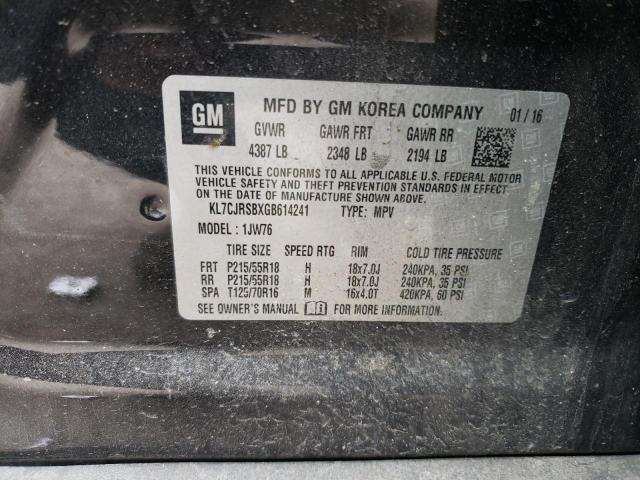 GM MFD BY GM KOREA COMPANY 01/16
GVWR GAWR FRT GAWR RR
4387 LB 2348 LB 2194 LB
THIS VEHICLE CONFORMS TO ALL APPLICABLE U.S. FEDERAL MOTOR
VEHICLE SAFETY AND THEFT PREVENTION STANDARDS IN EFFECT
ON THE DATE OF MANUFACTURE SHOWN ABOVE.
KL7CJRSBXGB614241 TYPE: MPV
MODEL: 1JW76
TIRE SIZE SPEED RTG RIM COLD TIRE PRESSURE
FRT P215/55R18 H 18x7.0J 240KPA, 35 PSI
RR P215/55R18 H 18x7.0J 240KPA, 35 PSI
SPA T125/70R16 M 16x4.0T 420KPA, 60 PSI
SEE OWNER'S MANUAL FOR MORE INFORMATION.